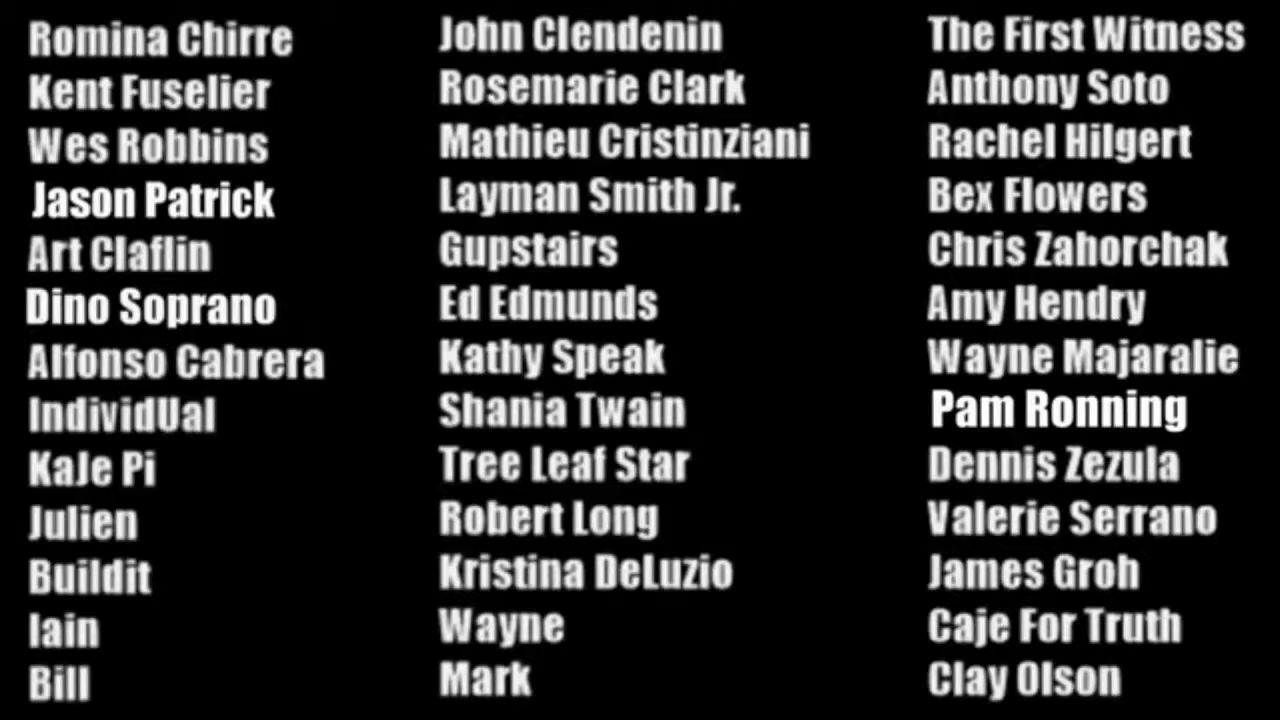 Romina Chirre
Kent Fuselier
Wes Robbins
Jason Patrick
Art Claflin
Dino Soprano
Alfonso Cabrera
IndividUal
KaJe Pi
Julien
Buildit
Iain
Bill
John Clendenin
Rosemarie Clark
Mathieu Cristinziani
Layman Smith Jr.
Gupstairs
Ed Edmunds
Kathy Speak
Shania Twain
Tree Leaf Star
Robert Long
Kristina DeLuzio
Wayne
Mark
The First Witness
Anthony Soto
Rachel Hilgert
Bex Flowers
Chris Zahorchak
Amy Hendry
Wayne Majaralie
Pam Ronning
Dennis Zezula
Valerie Serrano
James Groh
Caje For Truth
Clay Olson